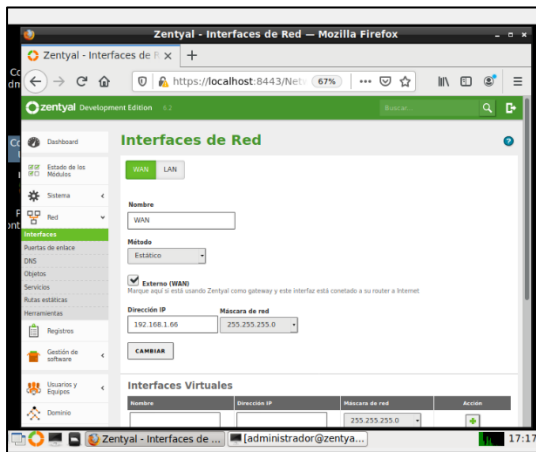 Zentyal - Interfaces de Red — Mozilla Firefox
Zentyal - Interfaces de R
https://localhost:8443/Net
67%
zentyal Development Edition 6.2
Buscar...
Dashboard
Estado de los Módulos
Sistema
Red
Interfaces
Puertas de enlace
DNS
Objetos
Servicios
Rutas estáticas
Herramientas
Registros
Gestión de software
Usuarios y Equipos
Dominio
Interfaces de Red
WAN LAN
Nombre
WAN
Método
Estático
Externo (WAN)
Marque aquí si está usando Zentyal como gateway y este Interfaz está conetado a su router a Internet
Dirección IP Máscara de red
192.168.1.66 255.255.255.0
CAMBIAR
Interfaces Virtuales
Nombre Dirección IP Máscara de red Acción
255.255.255.0
Zentyal - Interfaces de ... [administrador@zentya... 17:17